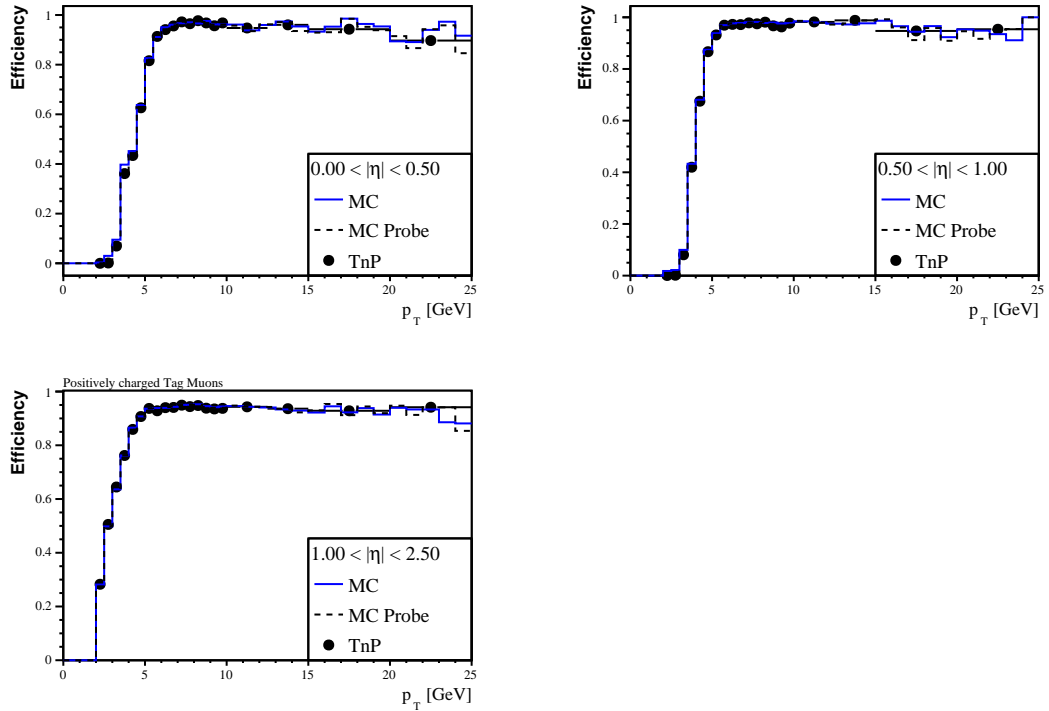 Efficiency
1
0.8
0.6
0.4
0.2
0
0.00 < |η| < 0.50
MC
MC Probe
TnP
0 5 10 15 20 25
p_T [GeV]
Efficiency
1
0.8
0.6
0.4
0.2
0
0.50 < |η| < 1.00
MC
MC Probe
TnP
0 5 10 15 20 25
p_T [GeV]
Positively charged Tag Muons
Efficiency
1
0.8
0.6
0.4
0.2
0
1.00 < |η| < 2.50
MC
MC Probe
TnP
0 5 10 15 20 25
p_T [GeV]